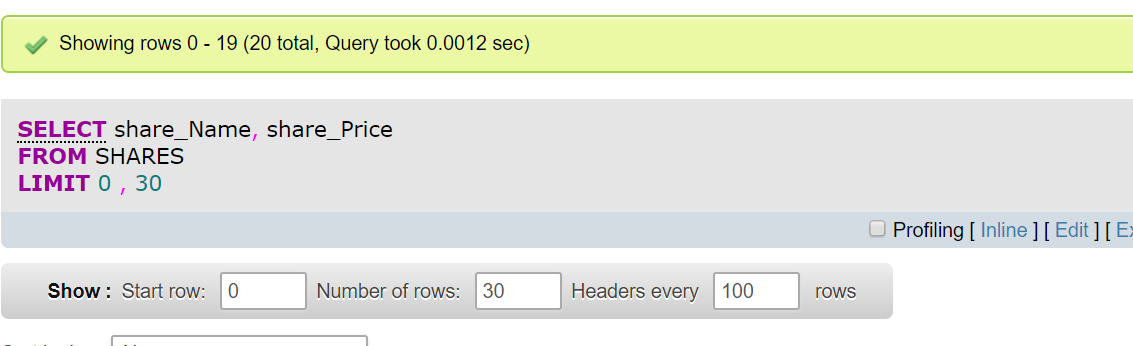 Showing rows 0 - 19 (20 total, Query took 0.0012 sec)
SELECT share_Name, share_Price
FROM SHARES
LIMIT 0 , 30
Profiling [ Inline ] [ Edit ] [
Show : Start row: 0 Number of rows: 30 Headers every 100 rows